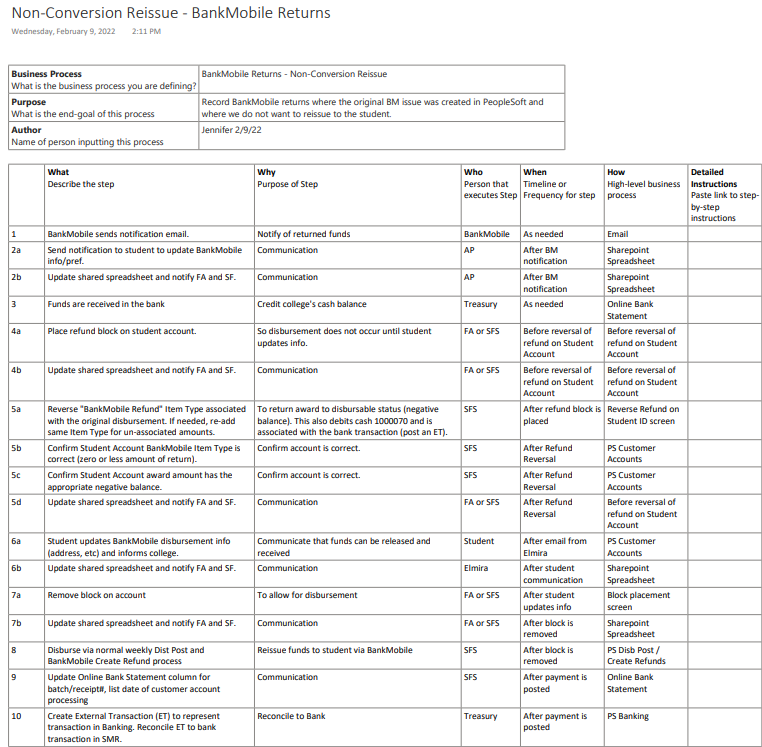 Non-Conversion Reissue - BankMobile Returns
Wednesday, February 9, 2022 2:11 PM
Business Process
What is the business process you are defining?
BankMobile Returns - Non-Conversion Reissue
Purpose
What is the end-goal of this process
Record BankMobile returns where the original BM issue was created in PeopleSoft and
where we do not want to reissue to the student.
Author
Name of person inputting this process
Jennifer 2/9/22
What
Describe the step
Why
Purpose of Step
Who
Person that
executes Step
When
Timeline or
Frequency for step
How
High-level business
process
Detailed
Instructions
Paste link to step-
by-step
instructions
1
BankMobile sends notification email.
Notify of returned funds
BankMobile
As needed
Email
2a
Send notification to student to update BankMobile
info/pref.
Communication
AP
After BM
notification
Sharepoint
Spreadsheet
2b
Update shared spreadsheet and notify FA and SF.
Communication
AP
After BM
notification
Sharepoint
Spreadsheet
3
Funds are received in the bank
Credit college's cash balance
Treasury
As needed
Online Bank
Statement
4a
Place refund block on student account.
So disbursement does not occur until student
updates info.
FA or SFS
Before reversal of
refund on Student
Account
Before reversal of
refund on Student
Account
4b
Update shared spreadsheet and notify FA and SF.
Communication
FA or SFS
Before reversal of
refund on Student
Account
Before reversal of
refund on Student
Account
5a
Reverse "BankMobile Refund" Item Type associated
with the original disbursement. If needed, re-add
same Item Type for un-associated amounts.
To return award to disbursable status (negative
balance). This also debits cash 1000070 and is
associated with the bank transaction (post an ET).
SFS
After refund block is
placed
Reverse Refund on
Student ID screen
5b
Confirm Student Account BankMobile Item Type is
correct (zero or less amount of return).
Confirm account is correct.
SFS
After Refund
Reversal
PS Customer
Accounts
5c
Confirm Student Account award amount has the
appropriate negative balance.
Confirm account is correct.
SFS
After Refund
Reversal
PS Customer
Accounts
5d
Update shared spreadsheet and notify FA and SF.
Communication
FA or SFS
After Refund
Reversal
Before reversal of
refund on Student
Account
6a
Student updates BankMobile disbursement info
(address, etc) and informs college.
Communicate that funds can be released and
received
Student
After email from
Elmira
PS Customer
Accounts
6b
Update shared spreadsheet and notify FA and SF.
Communication
Elmira
After student
communication
Sharepoint
Spreadsheet
7a
Remove block on account
To allow for disbursement
FA or SFS
After student
updates info
Block placement
screen
7b
Update shared spreadsheet and notify FA and SF.
Communication
FA or SFS
After block is
removed
Sharepoint
Spreadsheet
8
Disburse via normal weekly Dist Post and
BankMobile Create Refund process
Reissue funds to student via BankMobile
SFS
After block is
removed
PS Disb Post /
Create Refunds
9
Update Online Bank Statement column for
batch/receipt#, list date of customer account
processing
Communication
SFS
After payment is
posted
Online Bank
Statement
10
Create External Transaction (ET) to represent
transaction in Banking. Reconcile ET to bank
transaction in SMR.
Reconcile to Bank
Treasury
After payment is
posted
PS Banking